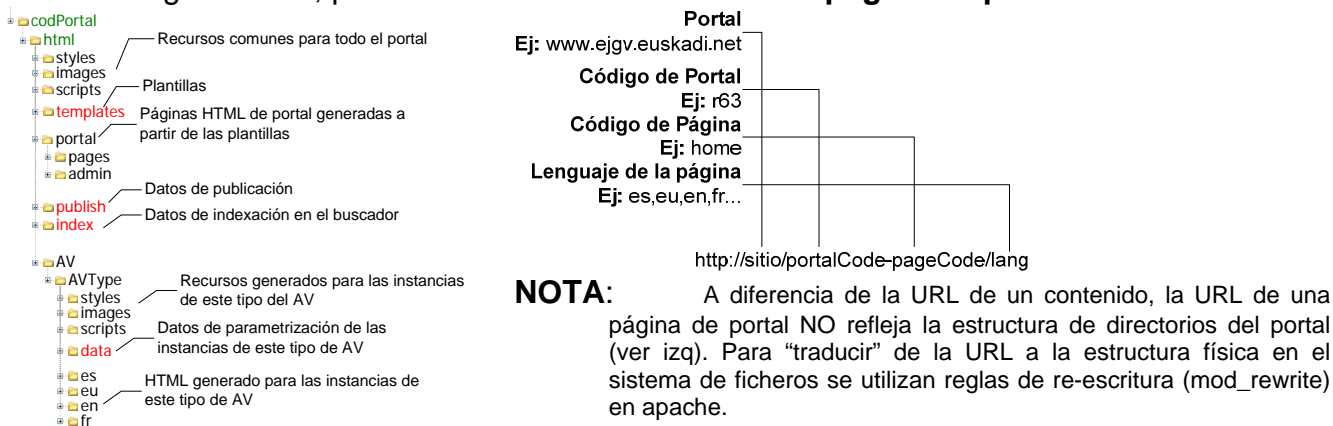 codPortal
html
styles
images
scripts
templates
portal
pages
admin
publish
index
AV
AVType
styles
images
scripts
data
es
eu
en
fr
Recursos comunes para todo el portal
Plantillas
Páginas HTML de portal generadas a
partir de las plantillas
Datos de publicación
Datos de indexación en el buscador
Recursos generados para las instancias
de este tipo del AV
Datos de parametrización de las
instancias de este tipo de AV
HTML generado para las instancias de
este tipo de AV
Portal
Ej: www.ejgv.euskadi.net
Código de Portal
Ej: r63
Código de Página
Ej: home
Lenguaje de la página
Ej: es,eu,en,fr...
http://sitio/portalCode-pageCode/lang
NOTA: A diferencia de la URL de un contenido, la URL de una
página de portal NO refleja la estructura de directorios del portal
(ver izq). Para “traducir” de la URL a la estructura física en el
sistema de ficheros se utilizan reglas de re-escritura (mod_rewrite)
en apache.